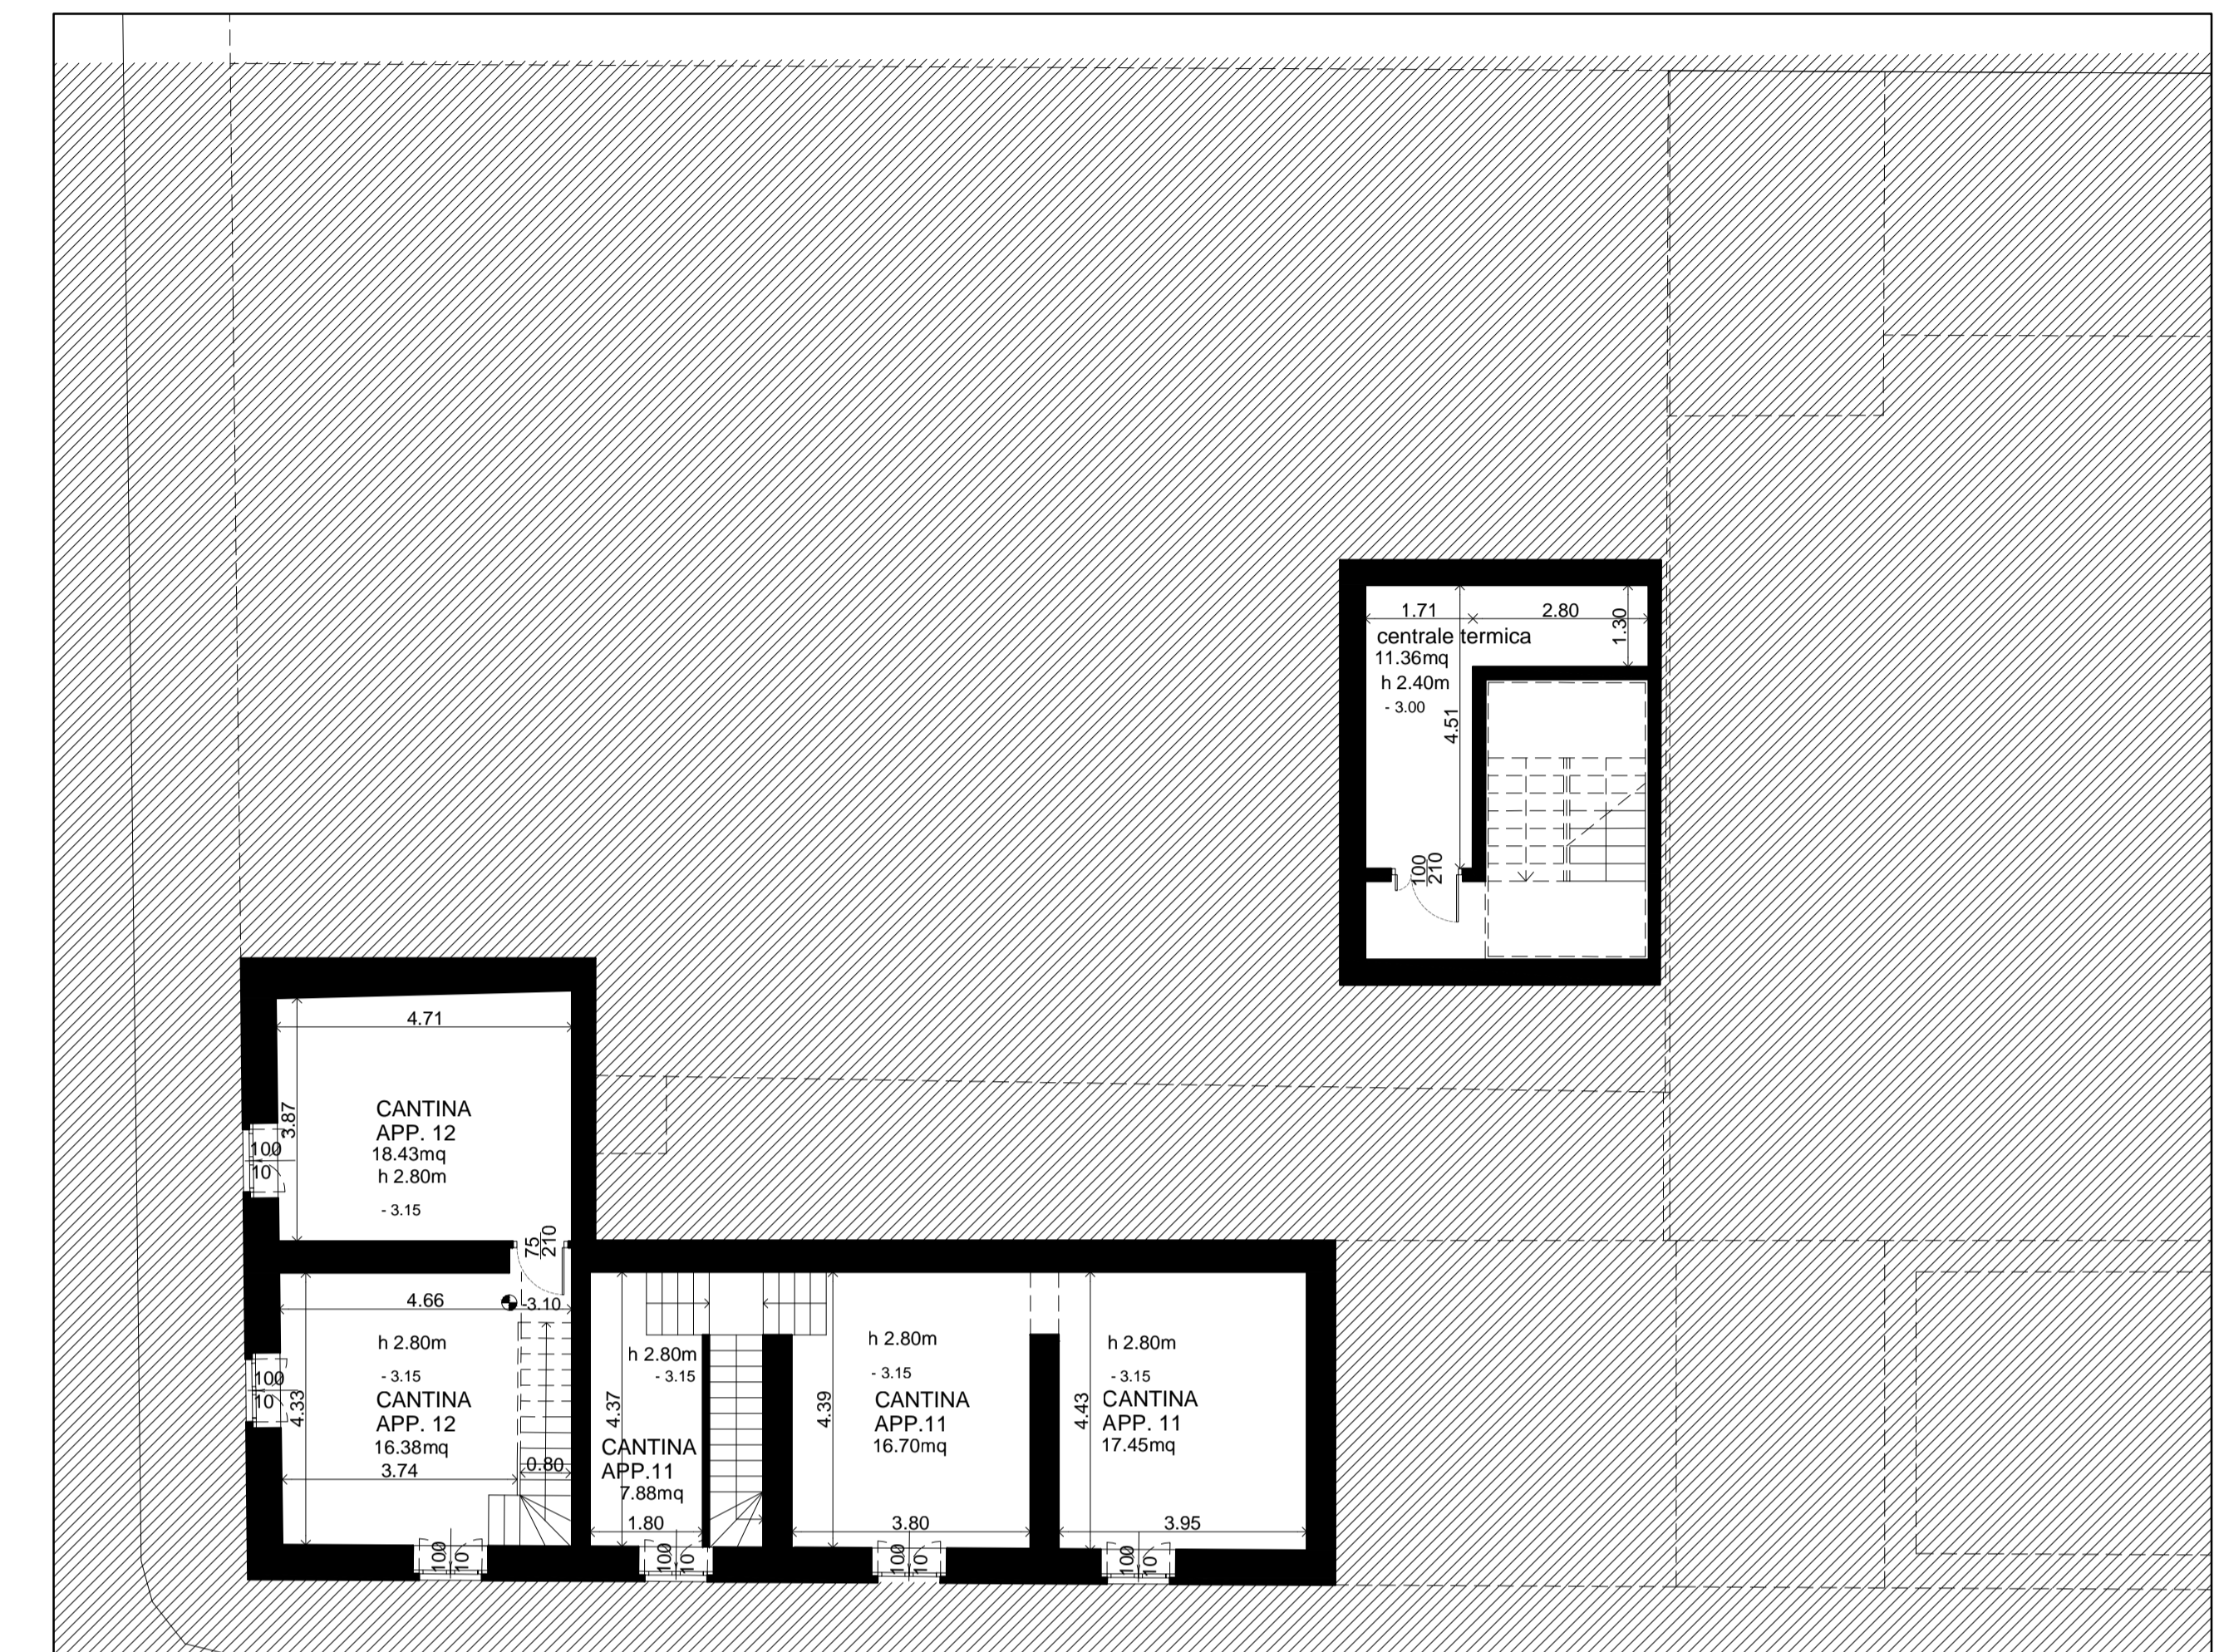 1.71
2.80
1.30
centrale termica
11.36mq
h 2.40m
- 3.00
4.51
100
210
4.71
3.87
CANTINA
APP. 12
18.43mq
h 2.80m
- 3.15
100
10
75
210
4.66
-3.10
h 2.80m
- 3.15
CANTINA
APP. 12
16.38mq
3.74
0.80
4.33
100
10
100
10
h 2.80m
- 3.15
4.37
CANTINA
APP.11
7.88mq
1.80
100
10
h 2.80m
- 3.15
4.39
CANTINA
APP.11
16.70mq
3.80
100
10
h 2.80m
- 3.15
4.43
CANTINA
APP. 11
17.45mq
3.95
100
10